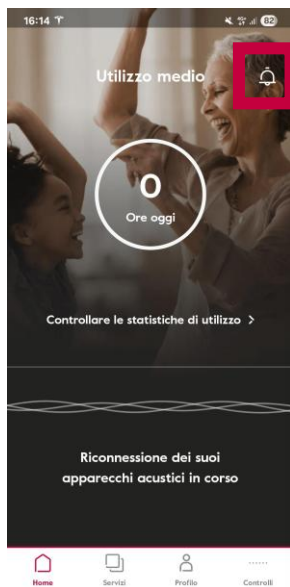 16:14
82
Utilizzo medio
0
Ore oggi
Controllare le statistiche di utilizzo >
Riconnessione dei suoi
apparecchi acustici in corso
Home Servizi Profilo Controlli